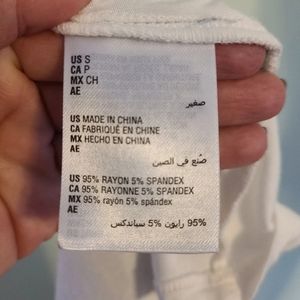 US S
CA P
MX CH
AE
صغير
US MADE IN CHINA
CA FABRIQUÉ EN CHINE
MX HECHO EN CHINA
AE
صُنع في الصين
US 95% RAYON 5% SPANDEX
CA 95% RAYONNE 5% SPANDEX
MX 95% rayón 5% spándex
AE
95% رايون 5% سباندكس